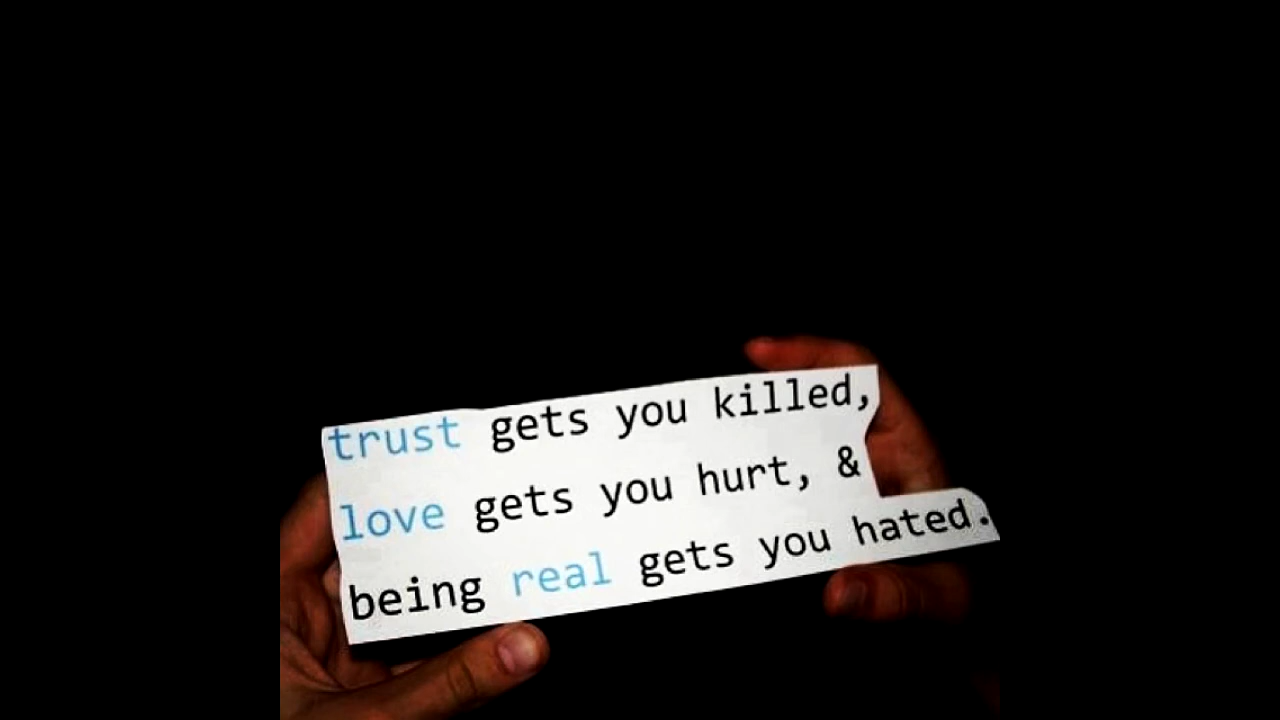 trust gets you killed,
love gets you hurt, &
being real gets you hated.